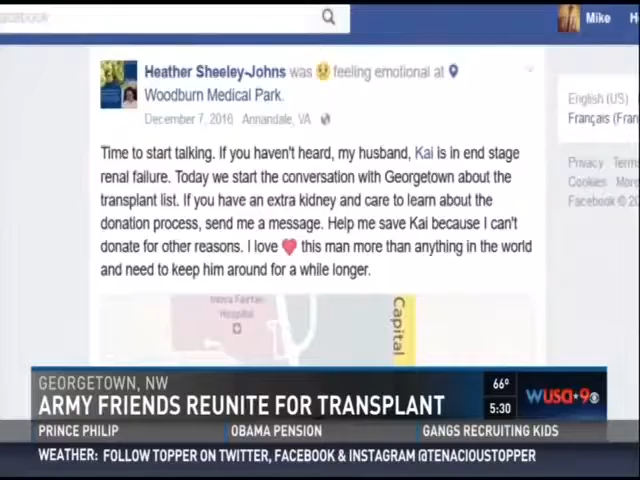 facebook
Mike
Heather Sheeley-Johns was feeling emotional at
Woodburn Medical Park.
December 7, 2016 Annandale, VA
English (US)
Français (Fran
Time to start talking. If you haven't heard, my husband, Kai is in end stage
renal failure. Today we start the conversation with Georgetown about the
transplant list. If you have an extra kidney and care to learn about the
donation process, send me a message. Help me save Kai because I can't
donate for other reasons. I love this man more than anything in the world
and need to keep him around for a while longer.
Privacy Terms
Cookies More
Facebook © 20
Inova Fairfax
Hospital
Capital
GEORGETOWN, NW
ARMY FRIENDS REUNITE FOR TRANSPLANT
66°
5:30
WUSA★9
PRINCE PHILIP OBAMA PENSION GANGS RECRUITING KIDS
WEATHER: FOLLOW TOPPER ON TWITTER, FACEBOOK & INSTAGRAM @TENACIOUSTOPPER